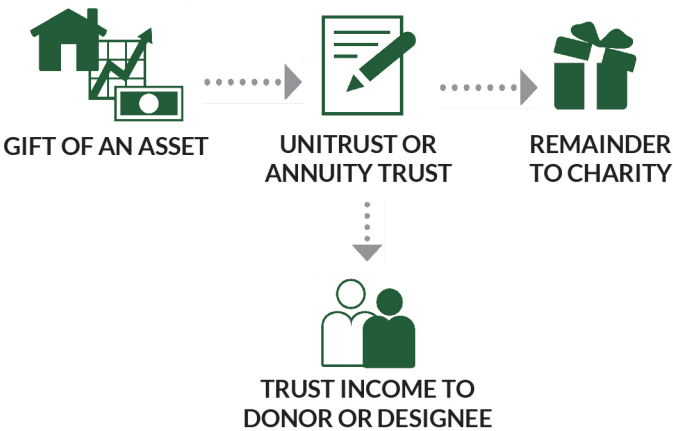 GIFT OF AN ASSET
UNITRUST OR
ANNUITY TRUST
REMAINDER
TO CHARITY
TRUST INCOME TO
DONOR OR DESIGNEE